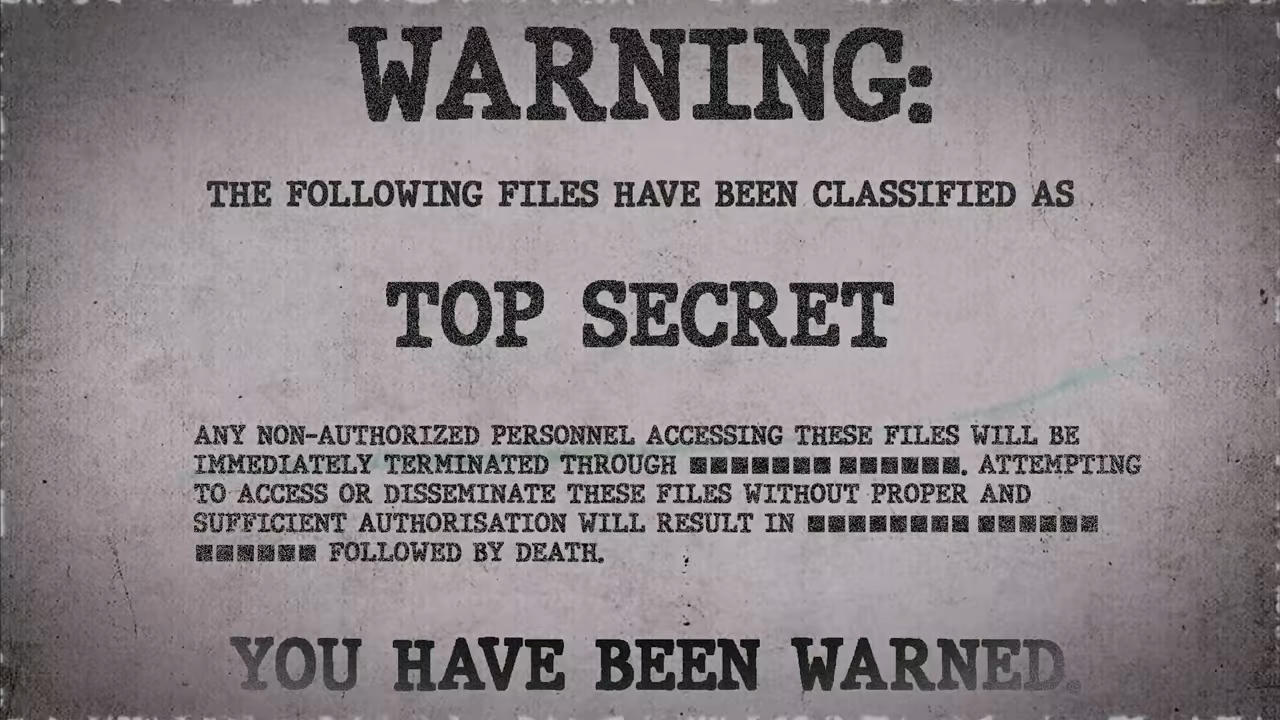 WARNING:
THE FOLLOWING FILES HAVE BEEN CLASSIFIED AS
TOP SECRET
ANY NON-AUTHORIZED PERSONNEL ACCESSING THESE FILES WILL BE
IMMEDIATELY TERMINATED THROUGH ■■■■■■■ ■■■■■■. ATTEMPTING
TO ACCESS OR DISSEMINATE THESE FILES WITHOUT PROPER AND
SUFFICIENT AUTHORISATION WILL RESULT IN ■■■■■■■■ ■■■■■■
■■■■■■ FOLLOWED BY DEATH.
YOU HAVE BEEN WARNED.